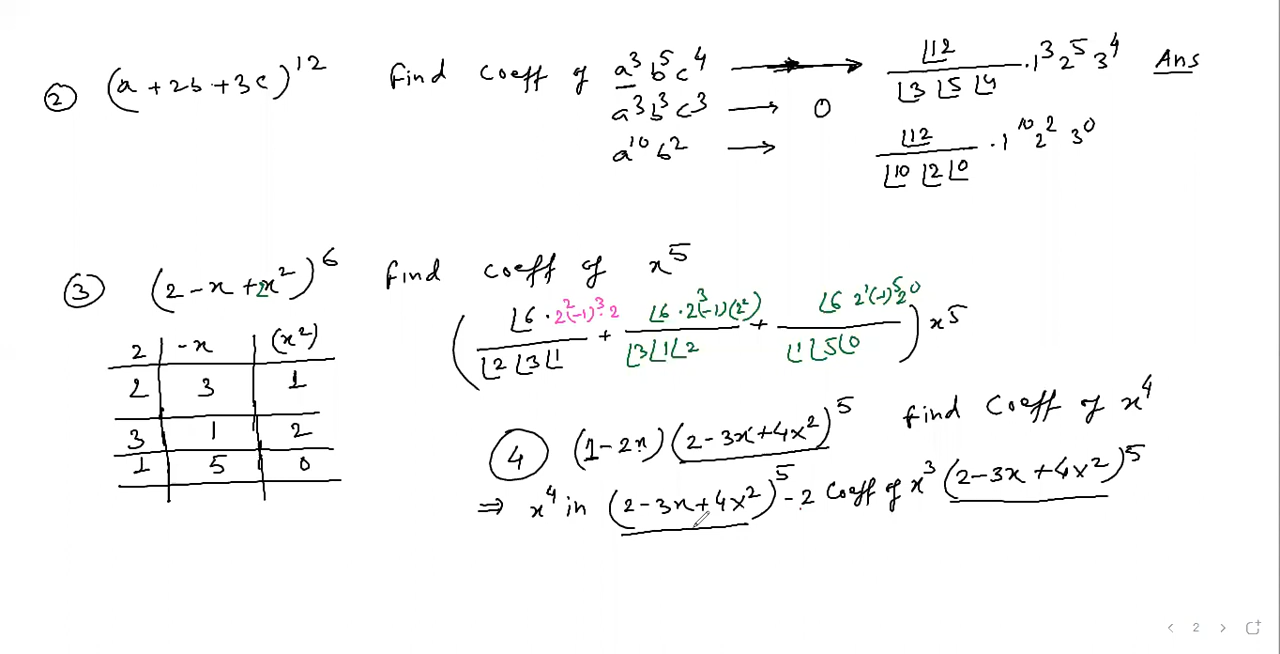 ② (a + 2b + 3c)^12 find coeff of a^3 b^5 c^4 ⟶ ⌊12 / ⌊3 ⌊5 ⌊4 · 1^3 2^5 3^4 Ans
a^3 b^3 c^3 ⟶ 0
a^10 b^2 ⟶ ⌊12 / ⌊10 ⌊2 ⌊0 · 1^10 2^2 3^0
③ (2 - x + 2x^2)^6 find coeff of x^5
( ⌊6 · 2^2 (-1)^3 · 2 / ⌊2 ⌊3 ⌊1 + ⌊6 · 2^3 (-1) (2^2) / ⌊3 ⌊1 ⌊2 + ⌊6 2^1 (-1)^5 2^0 / ⌊1 ⌊5 ⌊0 ) x^5
2 | -x | (x^2)
2 | 3 | 1
3 | 1 | 2
1 | 5 | 0
④ (1 - 2x) (2 - 3x + 4x^2)^5 find coeff of x^4
⇒ x^4 in (2 - 3x + 4x^2)^5 - 2 coeff of x^3 (2 - 3x + 4x^2)^5
< 2 >